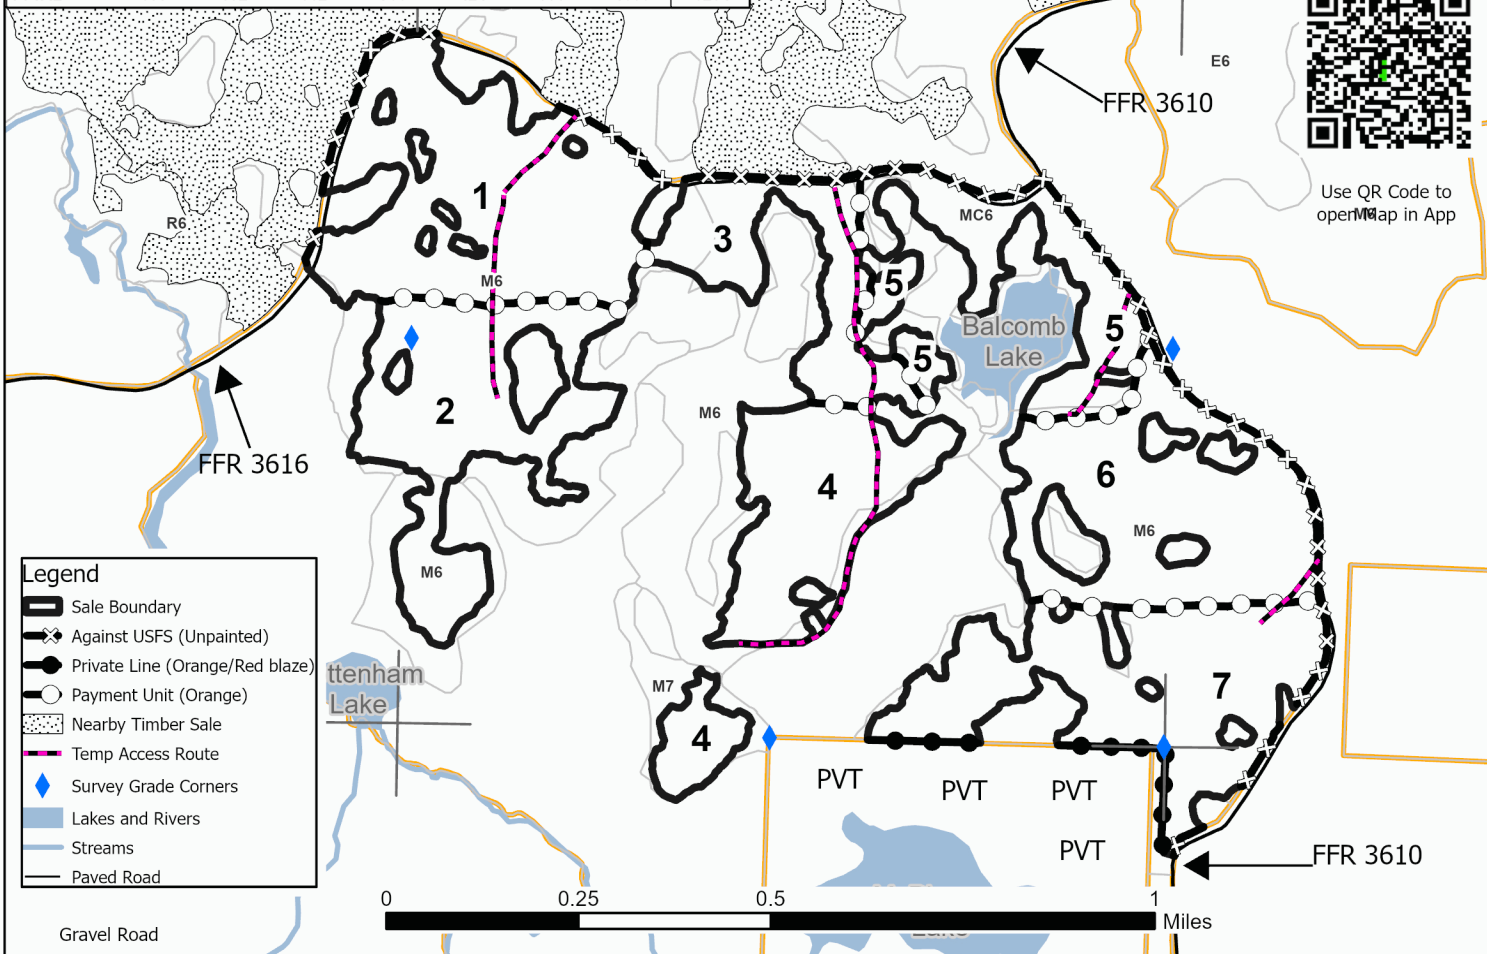 E6
FFR 3610
Use QR Code to
open Map in App
R6
MC6
1
3
M6
5
Balcomb
Lake
5
5
M6
2
FFR 3616
4
6
M6
M6
Legend
Sale Boundary
Against USFS (Unpainted)
Private Line (Orange/Red blaze)
Payment Unit (Orange)
Nearby Timber Sale
Temp Access Route
Survey Grade Corners
Lakes and Rivers
Streams
Paved Road
Gravel Road
ttenham
Lake
M7
4
7
PVT
PVT
PVT
PVT
FFR 3610
0
0.25
0.5
1
Miles
Lake